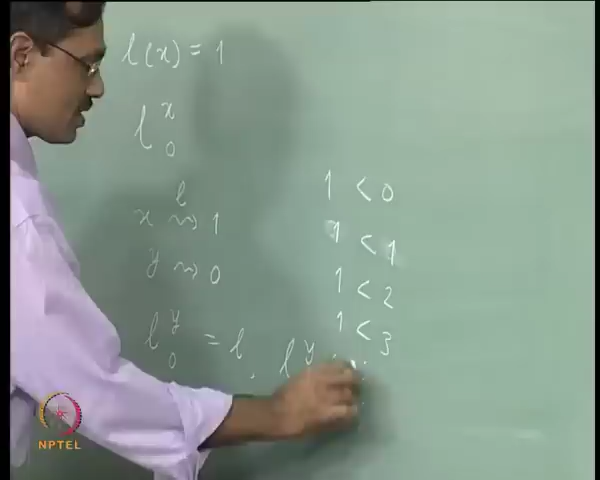 l(x) = 1
l^x_0
l
x ⇝ 1
y ⇝ 0
l^y_0 = l . l^y
1 < 0
1 < 1
1 < 2
1 < 3
NPTEL